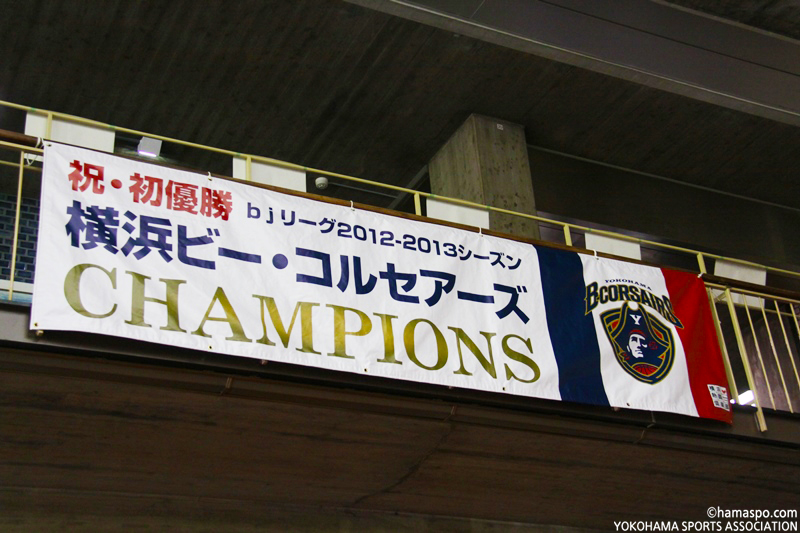 祝・初優勝 bjリーグ2012-2013シーズン
横浜ビー・コルセアーズ
CHAMPIONS
YOKOHAMA
B-CORSAIRS
Y
©hamaspo.com
YOKOHAMA SPORTS ASSOCIATION